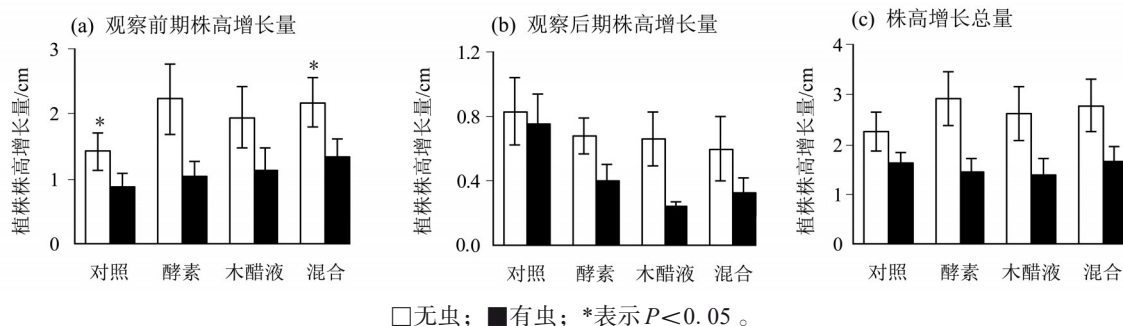 (a) 观察前期株高增长量
植株株高增长量/cm
3
2
1
0
*
*
对照 酵素 木醋液 混合
(b) 观察后期株高增长量
植株株高增长量/cm
1.2
0.8
0.4
0.0
对照 酵素 木醋液 混合
(c) 株高增长总量
植株株高增长量/cm
4
3
2
1
0
对照 酵素 木醋液 混合
□无虫；■有虫；*表示 P＜0.05 。